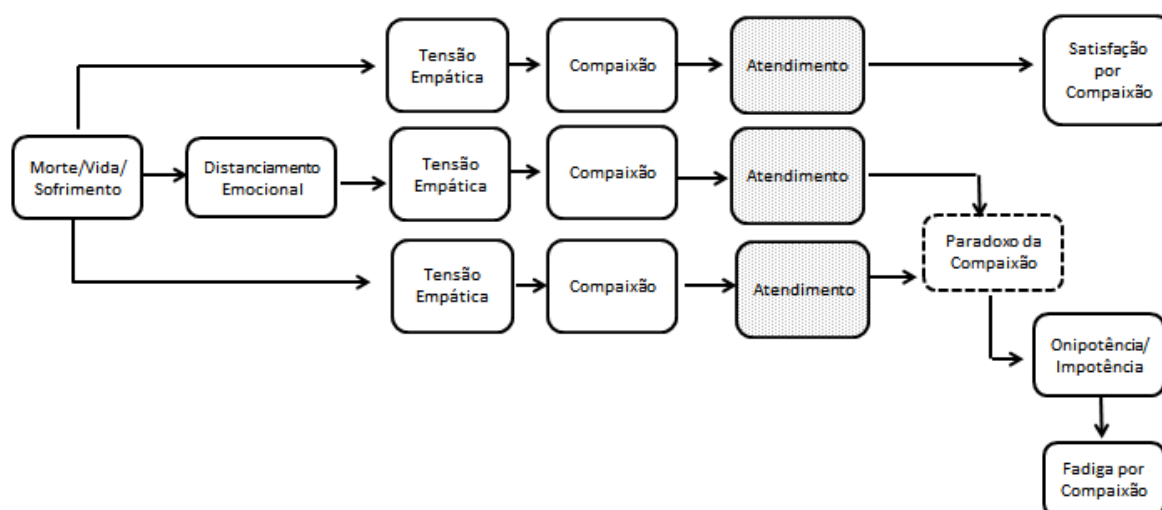 Tensão
Empática
Compaixão
Atendimento
Satisfação
por
Compaixão
Morte/Vida/
Sofrimento
Distanciamento
Emocional
Tensão
Empática
Compaixão
Atendimento
Paradoxo da
Compaixão
Tensão
Empática
Compaixão
Atendimento
Onipotência/
Impotência
Fadiga por
Compaixão